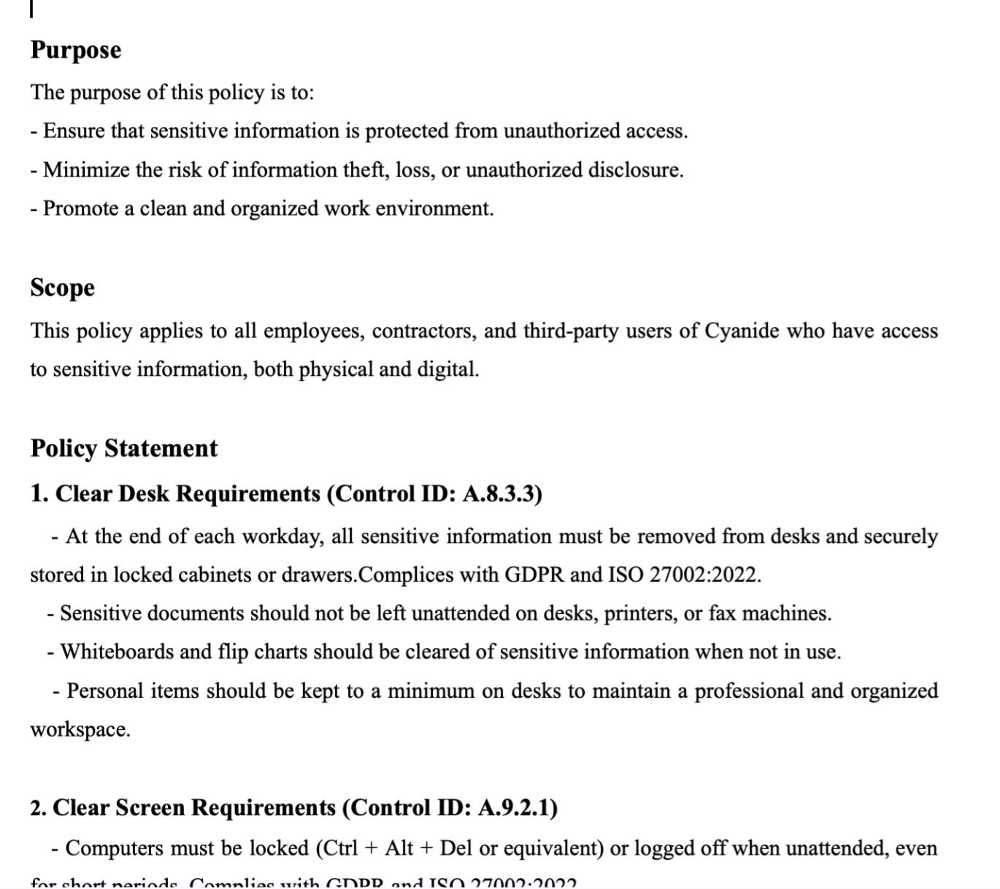 Purpose
The purpose of this policy is to:
- Ensure that sensitive information is protected from unauthorized access.
- Minimize the risk of information theft, loss, or unauthorized disclosure.
- Promote a clean and organized work environment.
Scope
This policy applies to all employees, contractors, and third-party users of Cyanide who have access
to sensitive information, both physical and digital.
Policy Statement
1. Clear Desk Requirements (Control ID: A.8.3.3)
- At the end of each workday, all sensitive information must be removed from desks and securely
stored in locked cabinets or drawers.Complices with GDPR and ISO 27002:2022.
- Sensitive documents should not be left unattended on desks, printers, or fax machines.
- Whiteboards and flip charts should be cleared of sensitive information when not in use.
- Personal items should be kept to a minimum on desks to maintain a professional and organized
workspace.
2. Clear Screen Requirements (Control ID: A.9.2.1)
- Computers must be locked (Ctrl + Alt + Del or equivalent) or logged off when unattended, even
for short periods. Complies with GDPR and ISO 27002:2022